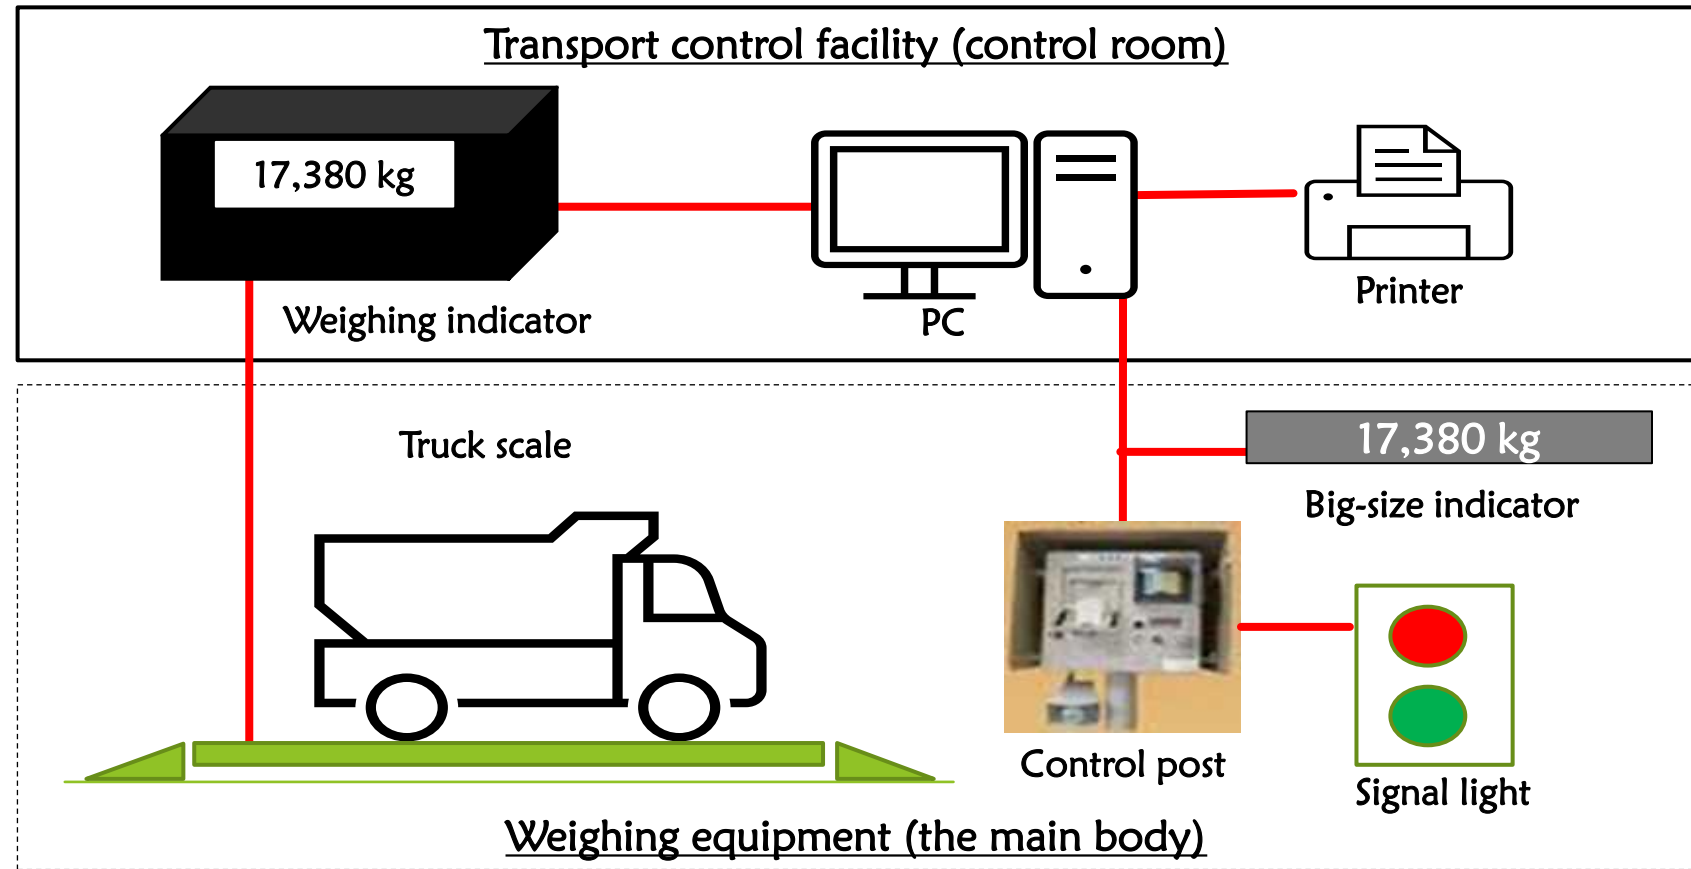 Transport control facility (control room)
17,380 kg
Weighing indicator
PC
Printer
Truck scale
17,380 kg
Big-size indicator
Control post
Signal light
Weighing equipment (the main body)